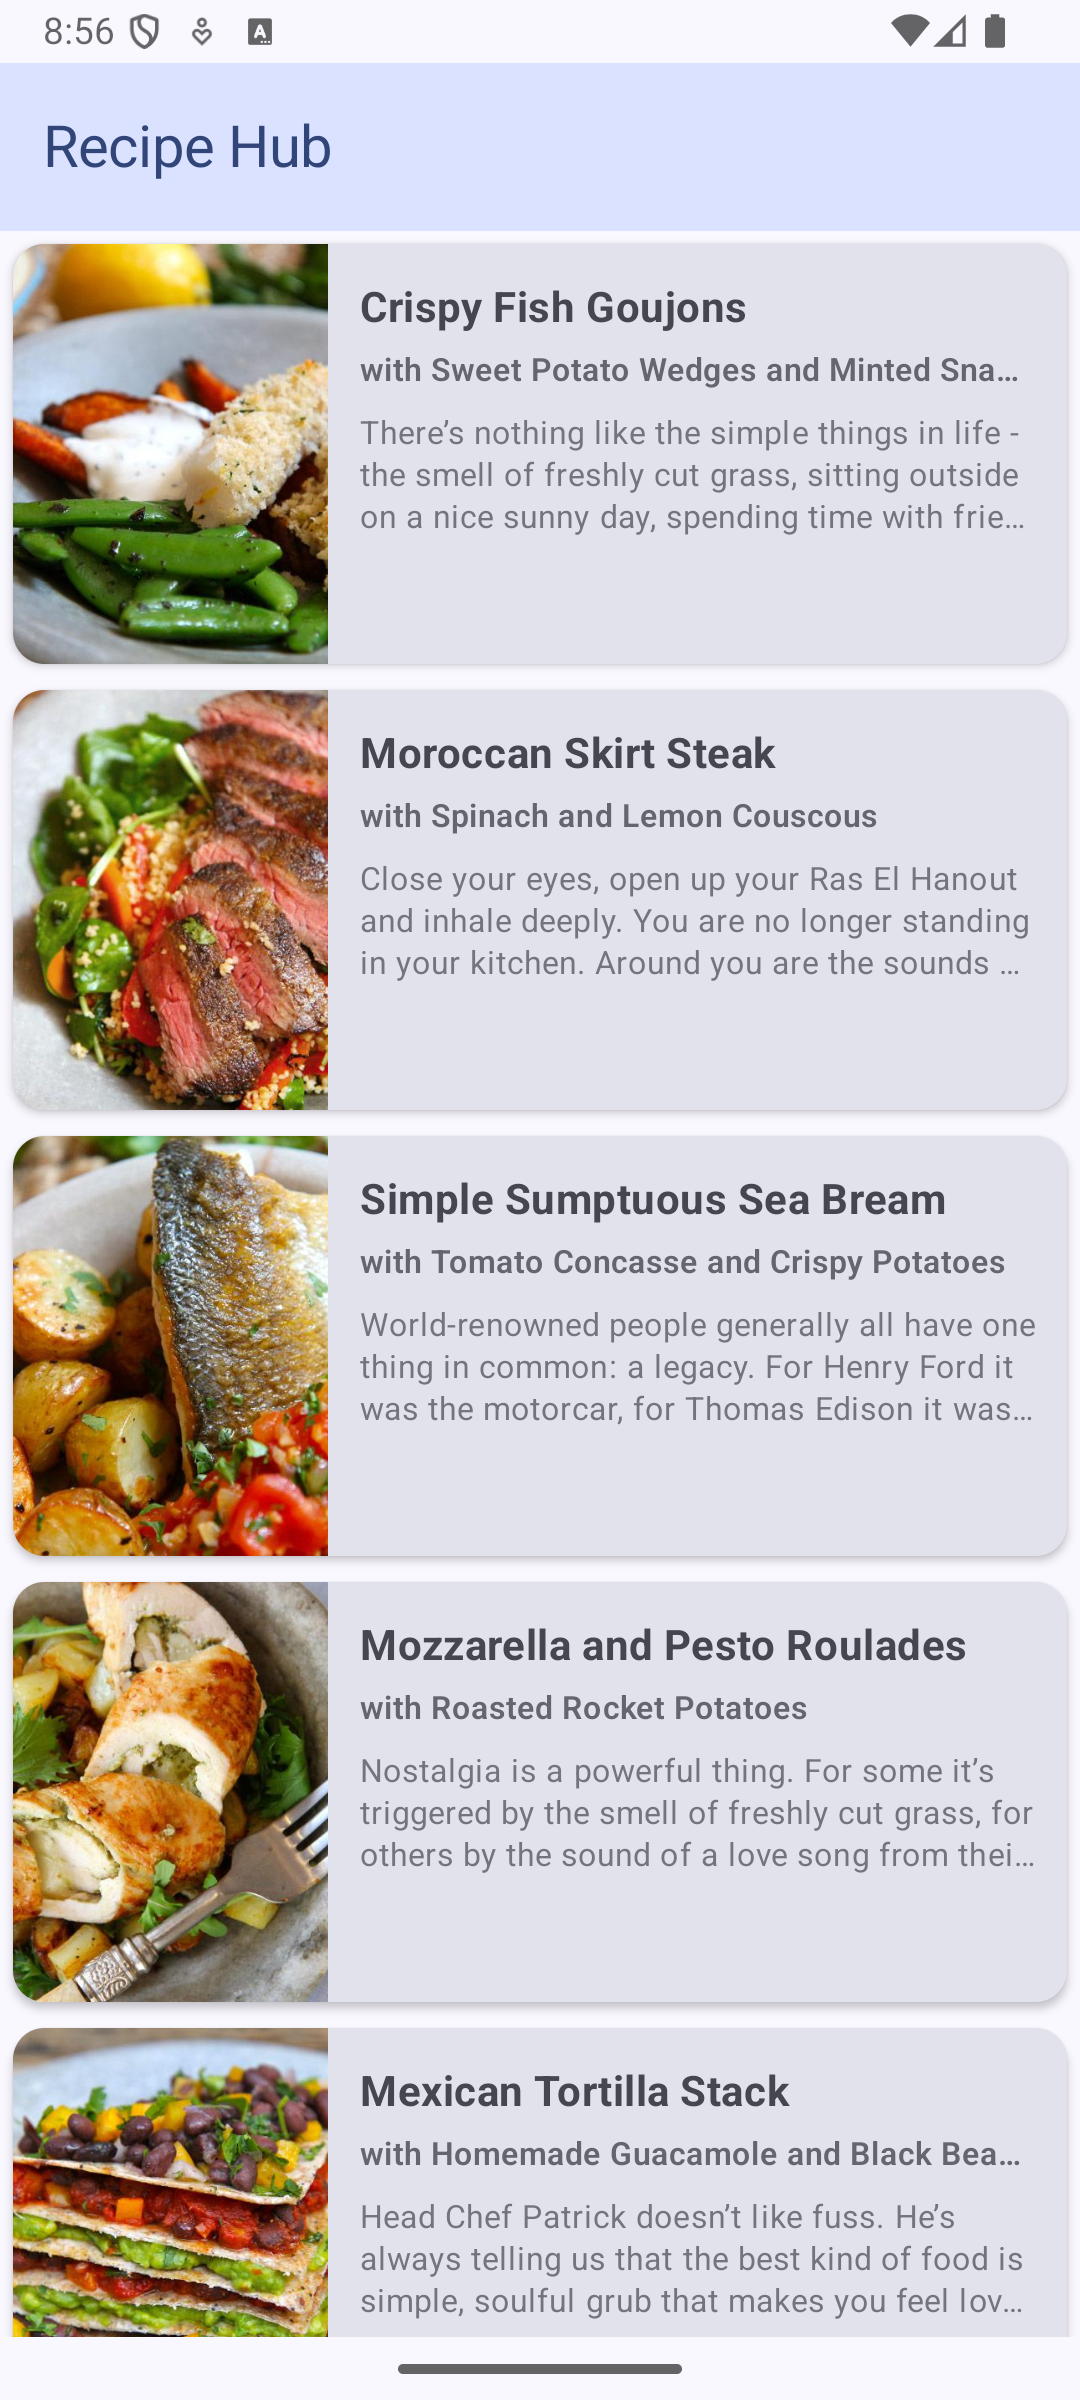 8:56
Recipe Hub
Crispy Fish Goujons
with Sweet Potato Wedges and Minted Sna…
There’s nothing like the simple things in life -
the smell of freshly cut grass, sitting outside
on a nice sunny day, spending time with frie…
Moroccan Skirt Steak
with Spinach and Lemon Couscous
Close your eyes, open up your Ras El Hanout
and inhale deeply. You are no longer standing
in your kitchen. Around you are the sounds …
Simple Sumptuous Sea Bream
with Tomato Concasse and Crispy Potatoes
World-renowned people generally all have one
thing in common: a legacy. For Henry Ford it
was the motorcar, for Thomas Edison it was…
Mozzarella and Pesto Roulades
with Roasted Rocket Potatoes
Nostalgia is a powerful thing. For some it’s
triggered by the smell of freshly cut grass, for
others by the sound of a love song from thei…
Mexican Tortilla Stack
with Homemade Guacamole and Black Bea…
Head Chef Patrick doesn’t like fuss. He’s
always telling us that the best kind of food is
simple, soulful grub that makes you feel lov…